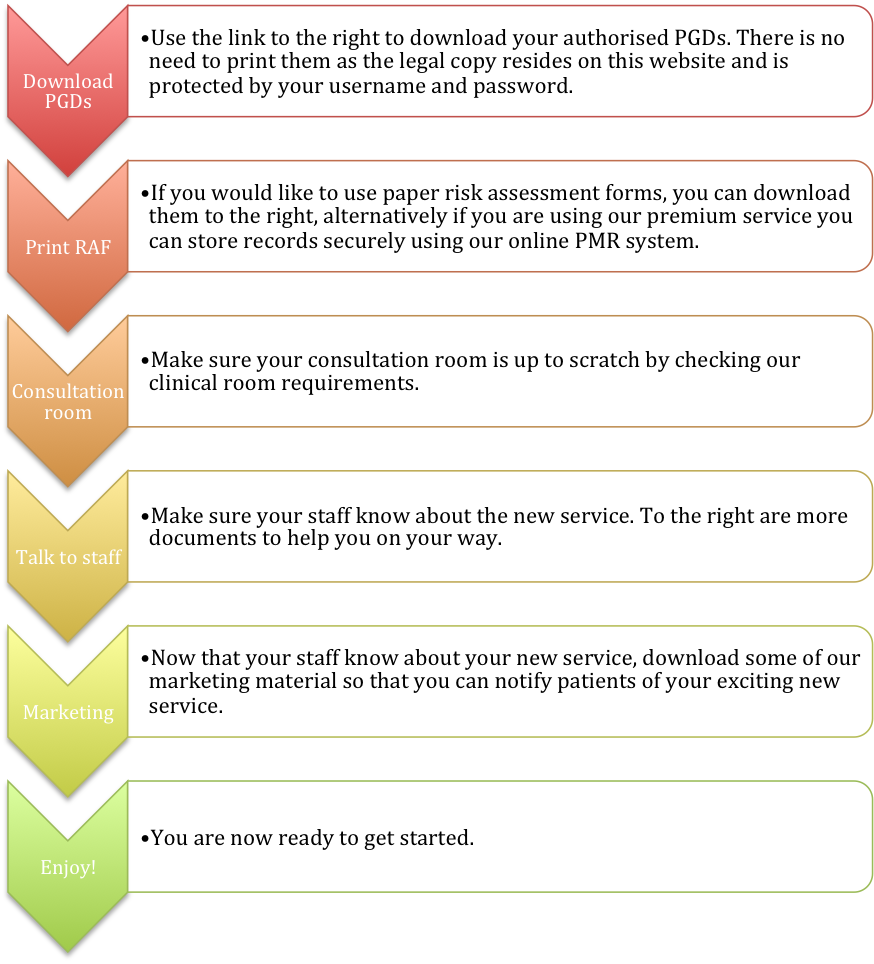 Download
PGDs
•Use the link to the right to download your authorised PGDs. There is no
need to print them as the legal copy resides on this website and is
protected by your username and password.
Print RAF
•If you would like to use paper risk assessment forms, you can download
them to the right, alternatively if you are using our premium service you
can store records securely using our online PMR system.
Consultation
room
•Make sure your consultation room is up to scratch by checking our
clinical room requirements.
Talk to staff
•Make sure your staff know about the new service. To the right are more
documents to help you on your way.
Marketing
•Now that your staff know about your new service, download some of our
marketing material so that you can notify patients of your exciting new
service.
Enjoy!
•You are now ready to get started.